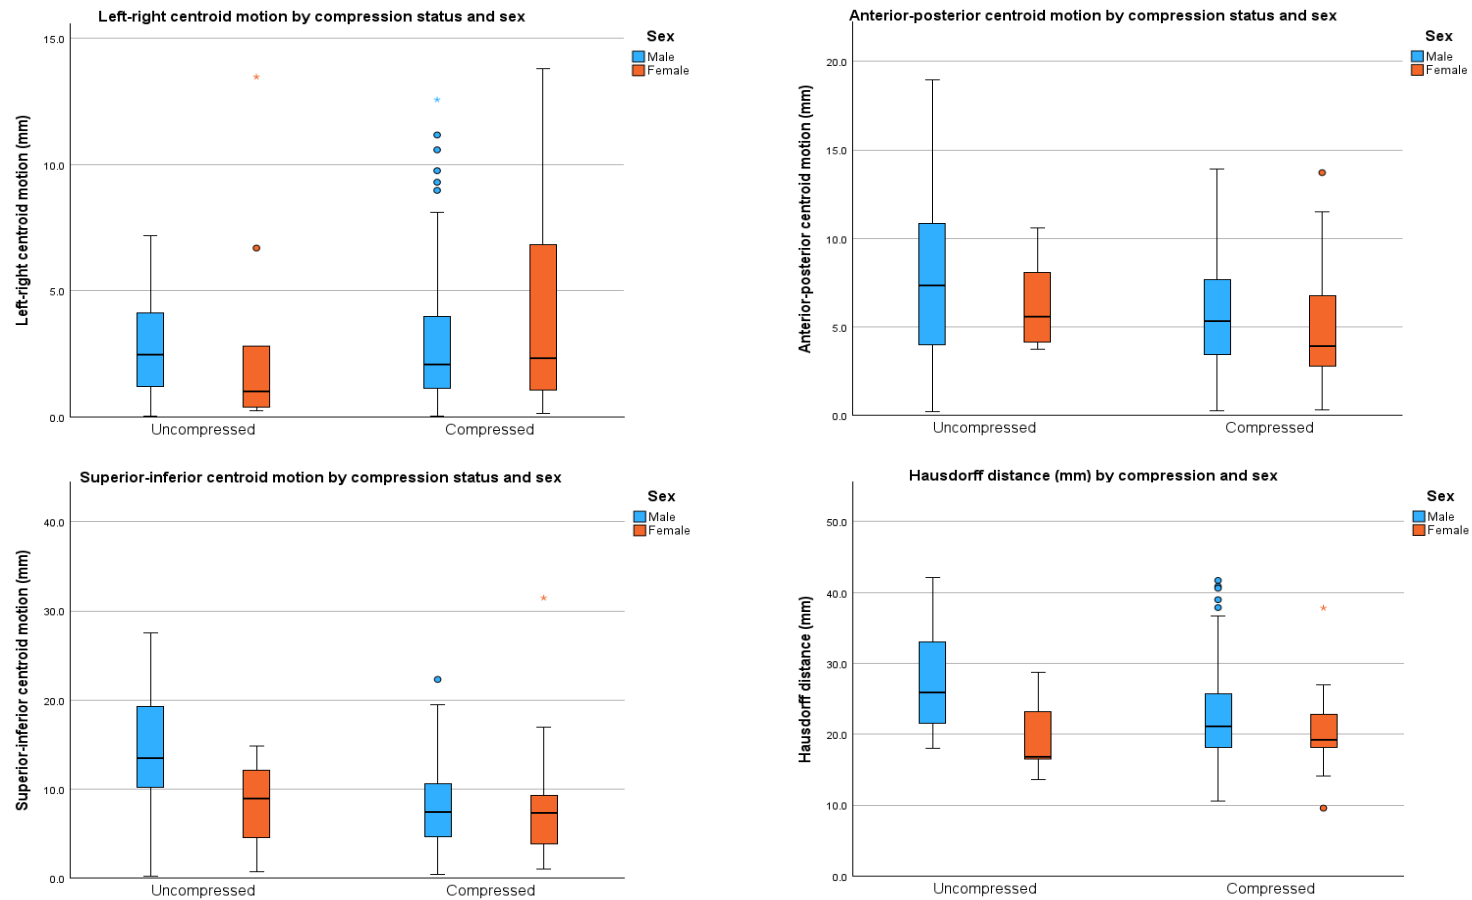 Left-right centroid motion by compression status and sex
Sex
Male
Female
Left-right centroid motion (mm)
15.0
10.0
5.0
0.0
Uncompressed
Compressed
Anterior-posterior centroid motion by compression status and sex
Sex
Male
Female
Anterior-posterior centroid motion (mm)
20.0
15.0
10.0
5.0
0.0
Uncompressed
Compressed
Superior-inferior centroid motion by compression status and sex
Sex
Male
Female
Superior-inferior centroid motion (mm)
40.0
30.0
20.0
10.0
0.0
Uncompressed
Compressed
Hausdorff distance (mm) by compression and sex
Sex
Male
Female
Hausdorff distance (mm)
50.0
40.0
30.0
20.0
10.0
0.0
Uncompressed
Compressed